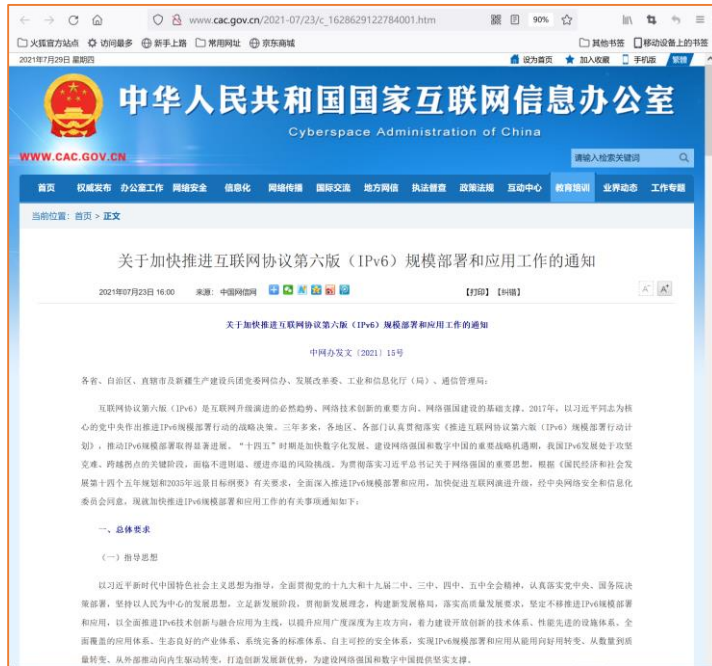 www.cac.gov.cn/2021-07/23/c_1628629122784001.htm 90%
火狐官方站点 访问最多 新手上路 常用网址 京东商城 其他书签 移动设备上的书签
2021年7月29日 星期四 设为首页 加入收藏 手机版 繁體
中华人民共和国国家互联网信息办公室
Cyberspace Administration of China
WWW.CAC.GOV.CN
请输入检索关键词
首页 权威发布 办公室工作 网络安全 信息化 网络传播 国际交流 地方网信 执法督查 政策法规 互动中心 教育培训 业界动态 工作专题
当前位置: 首页 > 正文
关于加快推进互联网协议第六版（IPv6）规模部署和应用工作的通知
2021年07月23日 16:00 来源: 中国网信网 【打印】【纠错】 A- A+
关于加快推进互联网协议第六版（IPv6）规模部署和应用工作的通知
中网办发文〔2021〕15号
各省、自治区、直辖市及新疆生产建设兵团党委网信办、发展改革委、工业和信息化厅（局）、通信管理局：
互联网协议第六版（IPv6）是互联网升级演进的必然趋势、网络技术创新的重要方向、网络强国建设的基础支撑。2017年，以习近平同志为核
心的党中央作出推进IPv6规模部署行动的战略决策。三年多来，各地区、各部门认真贯彻落实《推进互联网协议第六版（IPv6）规模部署行动计
划》，推动IPv6规模部署取得显著进展。“十四五”时期是加快数字化发展、建设网络强国和数字中国的重要战略机遇期，我国IPv6发展处于攻坚
克难、跨越拐点的关键阶段，面临不进则退、缓进亦退的风险挑战。为贯彻落实习近平总书记关于网络强国的重要思想，根据《国民经济和社会发
展第十四个五年规划和2035年远景目标纲要》有关要求，全面深入推进IPv6规模部署和应用，加快促进互联网演进升级，经中央网络安全和信息化
委员会同意，现就加快推进IPv6规模部署和应用工作的有关事项通知如下：
一、总体要求
（一）指导思想
以习近平新时代中国特色社会主义思想为指导，全面贯彻党的十九大和十九届二中、三中、四中、五中全会精神，认真落实党中央、国务院决
策部署，坚持以人民为中心的发展思想，立足新发展阶段，贯彻新发展理念，构建新发展格局，落实高质量发展要求，坚定不移推进IPv6规模部署
和应用，以全面推进IPv6技术创新与融合应用为主线，以提升应用广度深度为主攻方向，着力建设开放创新的技术体系、性能先进的设施体系、全
面覆盖的应用体系、生态良好的产业体系、系统完备的标准体系、自主可控的安全体系，实现IPv6规模部署和应用从能用向好用转变、从数量到质
量转变、从外部推动向内生驱动转变，打造创新发展新优势，为建设网络强国和数字中国提供坚实支撑。